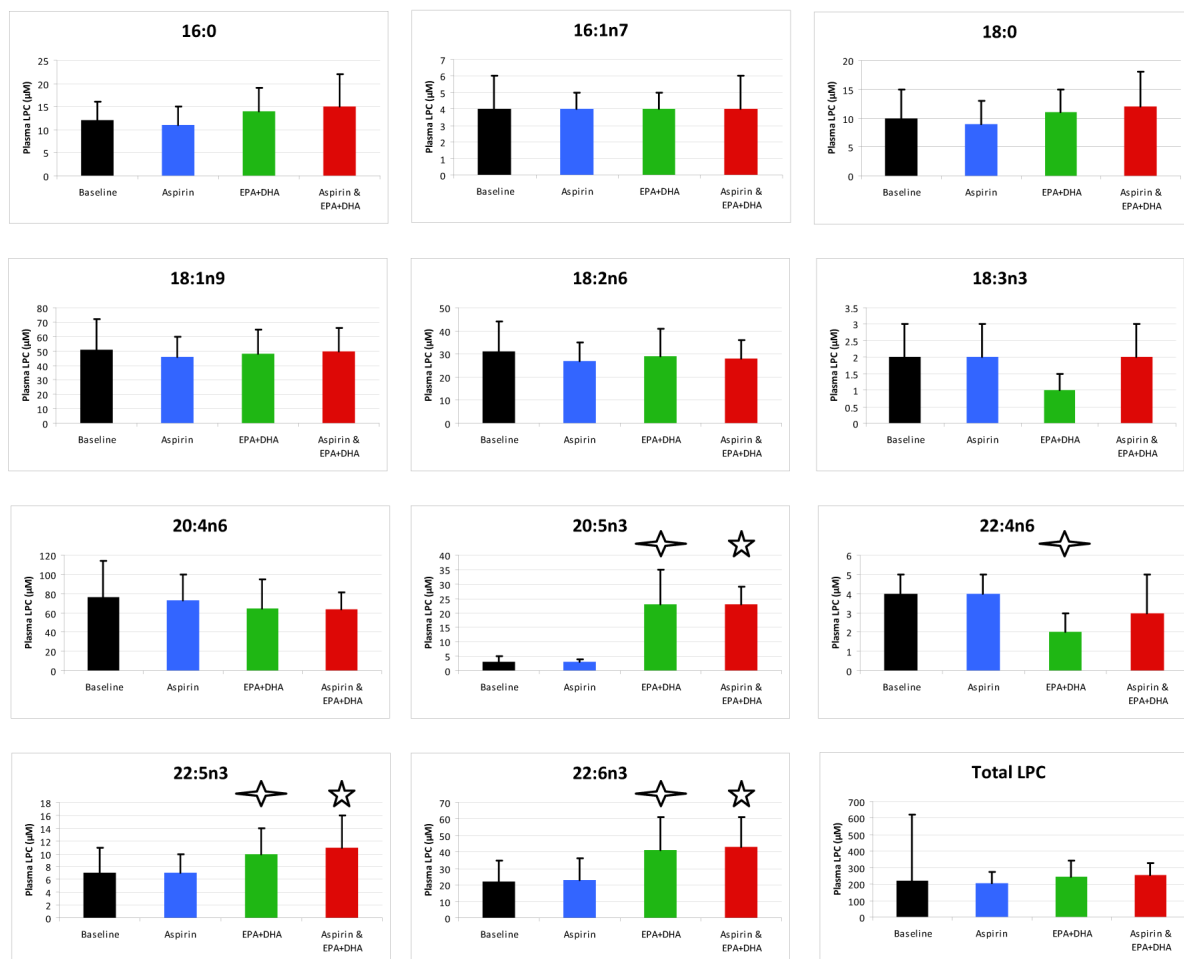 16:0
Plasma LPC (µM)
25
20
15
10
5
0
Baseline
Aspirin
EPA+DHA
Aspirin &
EPA+DHA
16:1n7
Plasma LPC (µM)
7
6
5
4
3
2
1
0
Baseline
Aspirin
EPA+DHA
Aspirin &
EPA+DHA
18:0
Plasma LPC (µM)
20
15
10
5
0
Baseline
Aspirin
EPA+DHA
Aspirin &
EPA+DHA
18:1n9
Plasma LPC (µM)
80
70
60
50
40
30
20
10
0
Baseline
Aspirin
EPA+DHA
Aspirin &
EPA+DHA
18:2n6
Plasma LPC (µM)
50
40
30
20
10
0
Baseline
Aspirin
EPA+DHA
Aspirin &
EPA+DHA
18:3n3
Plasma LPC (µM)
3.5
3
2.5
2
1.5
1
0.5
0
Baseline
Aspirin
EPA+DHA
Aspirin &
EPA+DHA
20:4n6
Plasma LPC (µM)
120
100
80
60
40
20
0
Baseline
Aspirin
EPA+DHA
Aspirin &
EPA+DHA
20:5n3
Plasma LPC (µM)
40
35
30
25
20
15
10
5
0
Baseline
Aspirin
EPA+DHA
Aspirin &
EPA+DHA
22:4n6
Plasma LPC (µM)
6
5
4
3
2
1
0
Baseline
Aspirin
EPA+DHA
Aspirin &
EPA+DHA
22:5n3
Plasma LPC (µM)
18
16
14
12
10
8
6
4
2
0
Baseline
Aspirin
EPA+DHA
Aspirin &
EPA+DHA
22:6n3
Plasma LPC (µM)
70
60
50
40
30
20
10
0
Baseline
Aspirin
EPA+DHA
Aspirin &
EPA+DHA
Total LPC
Plasma LPC (µM)
700
600
500
400
300
200
100
0
Baseline
Aspirin
EPA+DHA
Aspirin &
EPA+DHA